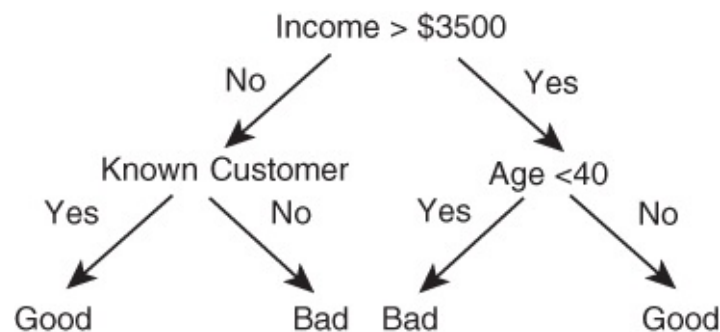 Income > $3500
No Yes
Known Customer Age <40
Yes No Yes No
Good Bad Bad Good